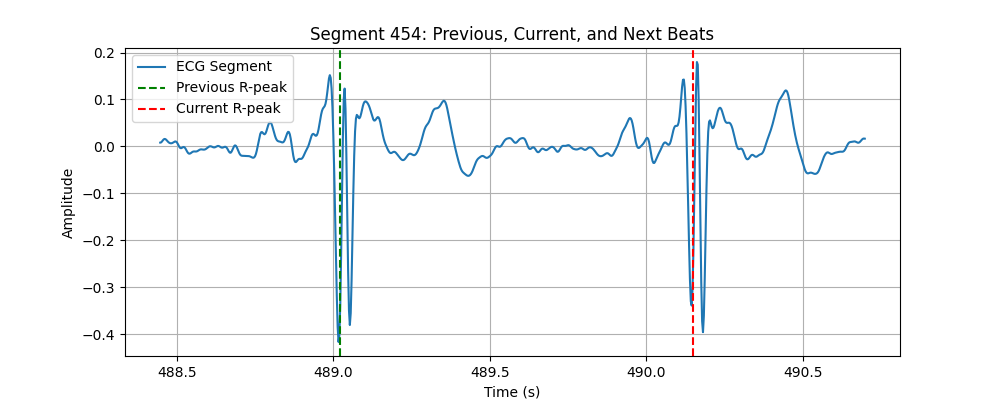 Segment 454: Previous, Current, and Next Beats
ECG Segment
Previous R-peak
Current R-peak
0.2
0.1
0.0
−0.1
−0.2
−0.3
−0.4
Amplitude
488.5 489.0 489.5 490.0 490.5
Time (s)